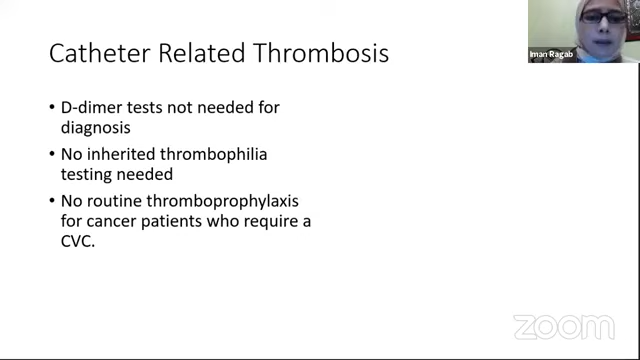 Iman Ragab
Catheter Related Thrombosis
• D-dimer tests not needed for
diagnosis
• No inherited thrombophilia
testing needed
• No routine thromboprophylaxis
for cancer patients who require a
CVC.
zoom